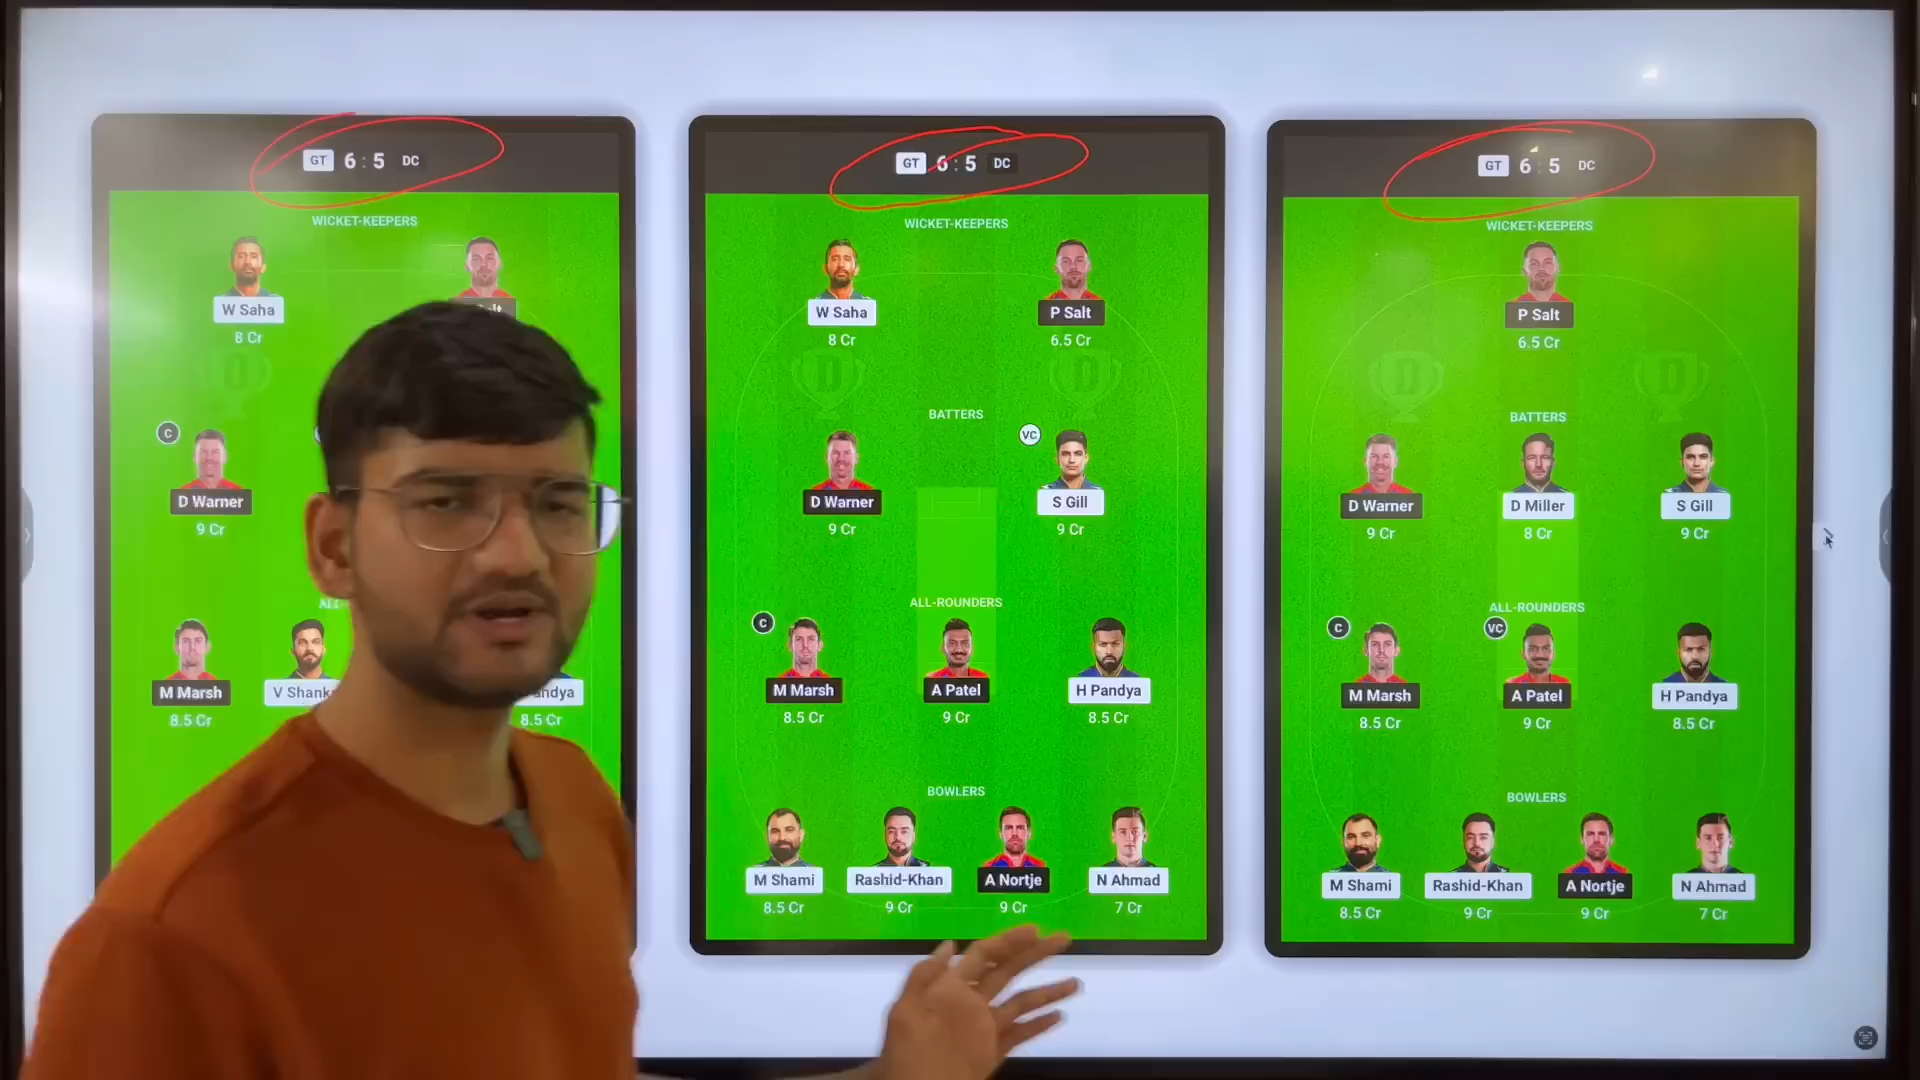 GT 6 : 5 DC
WICKET-KEEPERS
W Saha
8 Cr
C
D Warner
9 Cr
M Marsh
8.5 Cr
8.5 Cr
GT 6 : 5 DC
WICKET-KEEPERS
W Saha P Salt
8 Cr 6.5 Cr
BATTERS
VC
D Warner S Gill
9 Cr 9 Cr
ALL-ROUNDERS
C
M Marsh A Patel H Pandya
8.5 Cr 9 Cr 8.5 Cr
BOWLERS
M Shami Rashid-Khan A Nortje N Ahmad
8.5 Cr 9 Cr 9 Cr 7 Cr
GT 6 : 5 DC
WICKET-KEEPERS
P Salt
6.5 Cr
BATTERS
D Warner D Miller S Gill
9 Cr 8 Cr 9 Cr
ALL-ROUNDERS
C VC
M Marsh A Patel H Pandya
8.5 Cr 9 Cr 8.5 Cr
BOWLERS
M Shami Rashid-Khan A Nortje N Ahmad
8.5 Cr 9 Cr 9 Cr 7 Cr